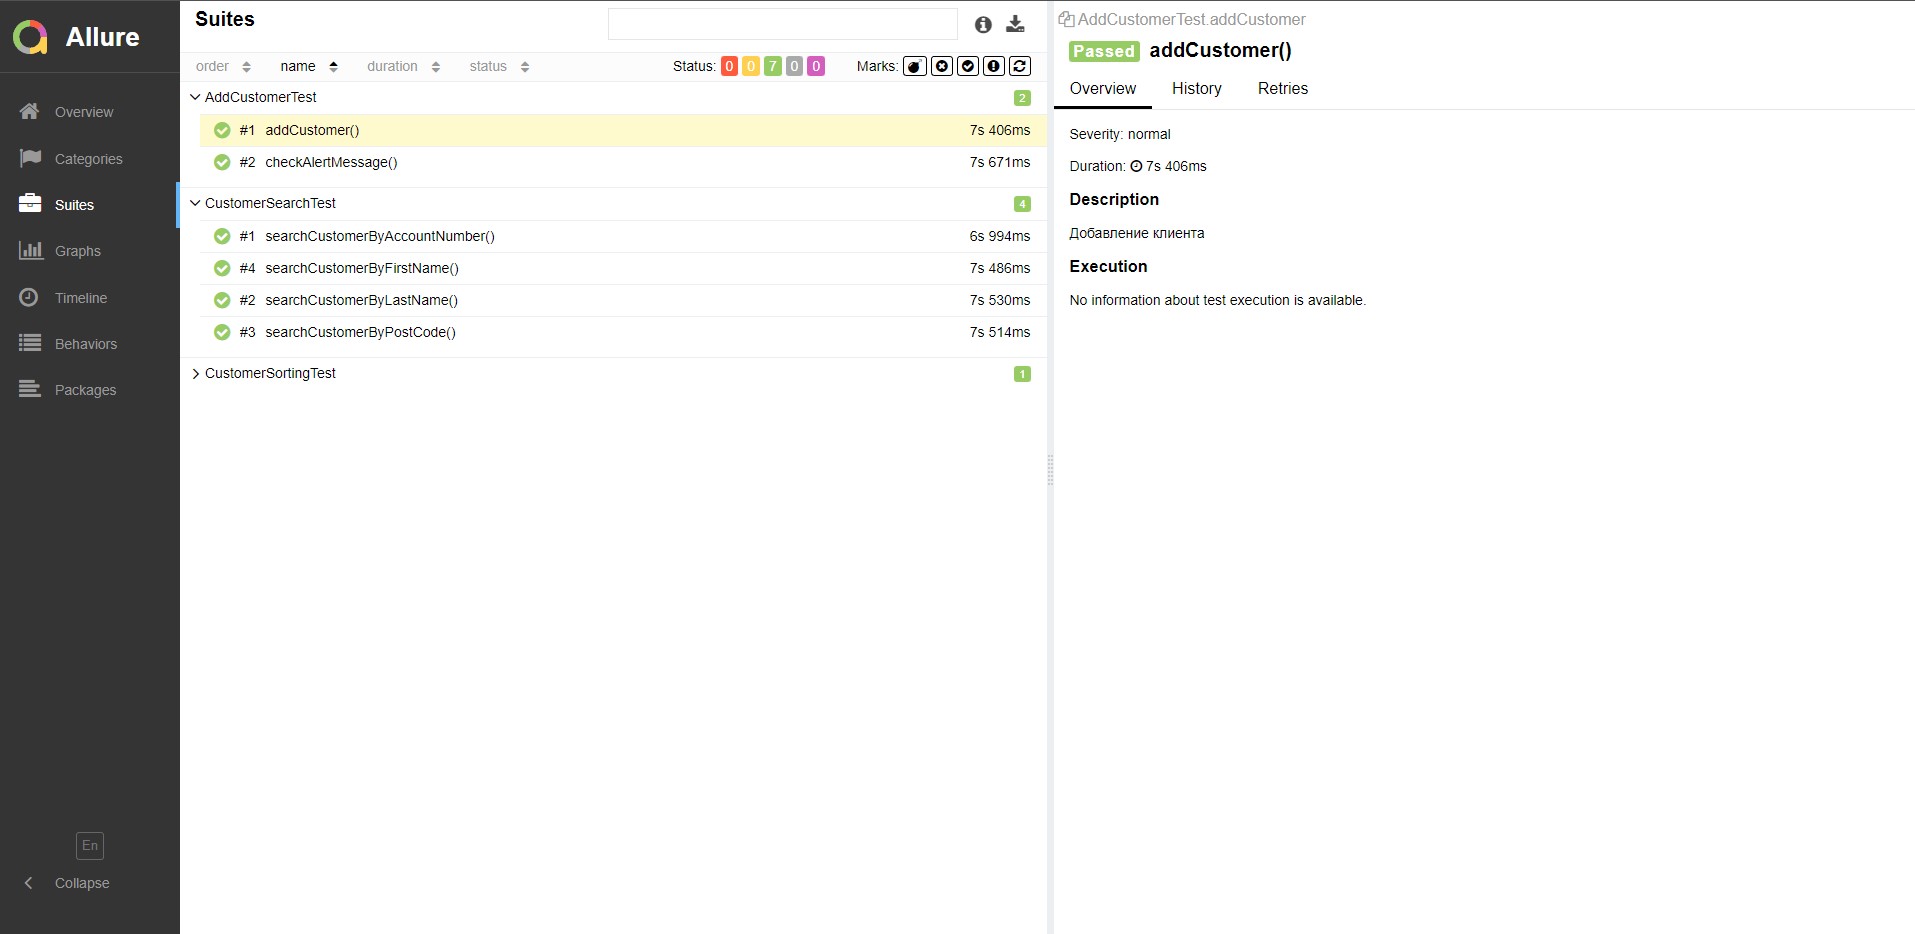 Allure
Overview
Categories
Suites
Graphs
Timeline
Behaviors
Packages
En
Collapse
Suites
order name duration status Status: 0 0 7 0 0 Marks:
AddCustomerTest 2
#1 addCustomer() 7s 406ms
#2 checkAlertMessage() 7s 671ms
CustomerSearchTest 4
#1 searchCustomerByAccountNumber() 6s 994ms
#4 searchCustomerByFirstName() 7s 486ms
#2 searchCustomerByLastName() 7s 530ms
#3 searchCustomerByPostCode() 7s 514ms
CustomerSortingTest 1
AddCustomerTest.addCustomer
Passed addCustomer()
Overview History Retries
Severity: normal
Duration: 7s 406ms
Description
Добавление клиента
Execution
No information about test execution is available.